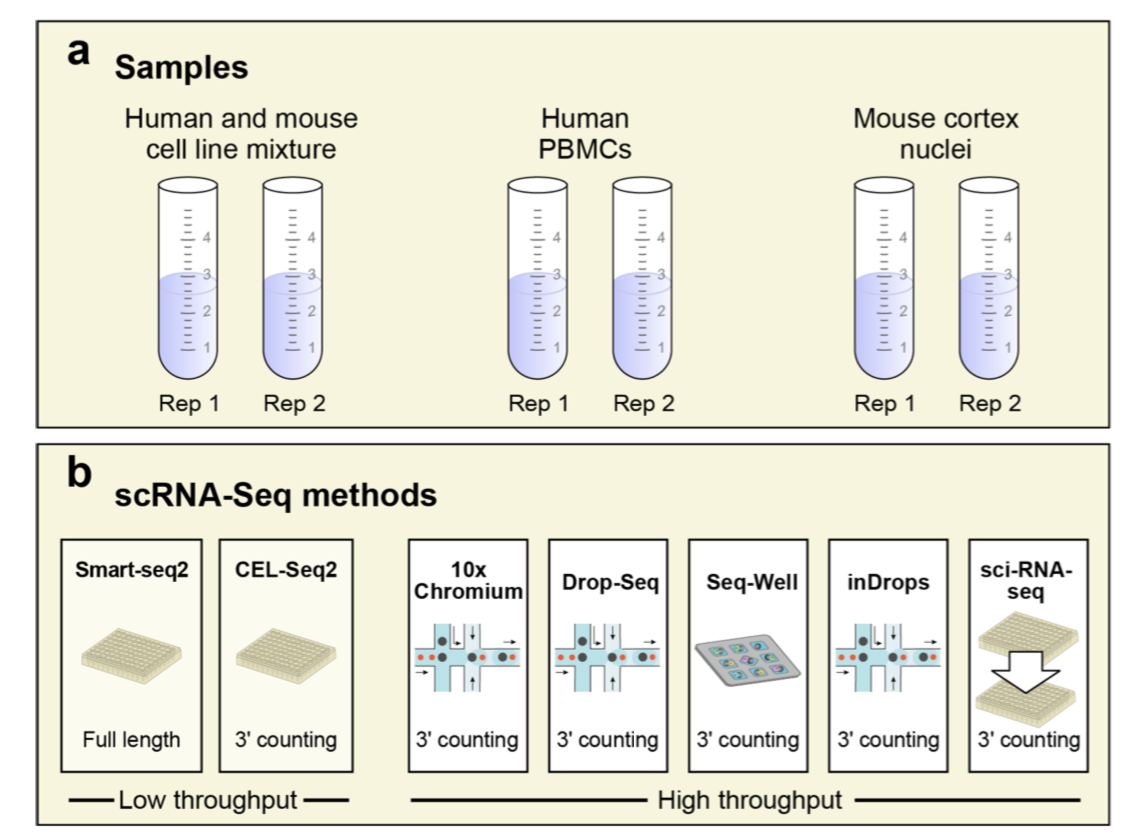 a
Samples
Human and mouse
cell line mixture
Human
PBMCs
Mouse cortex
nuclei
4
3
2
1
4
3
2
1
4
3
2
1
4
3
2
1
4
3
2
1
4
3
2
1
Rep 1
Rep 2
Rep 1
Rep 2
Rep 1
Rep 2
b
scRNA-Seq methods
Smart-seq2
Full length
CEL-Seq2
3' counting
10x
Chromium
3' counting
Drop-Seq
3' counting
Seq-Well
3' counting
inDrops
3' counting
sci-RNA-
seq
3' counting
Low throughput
High throughput